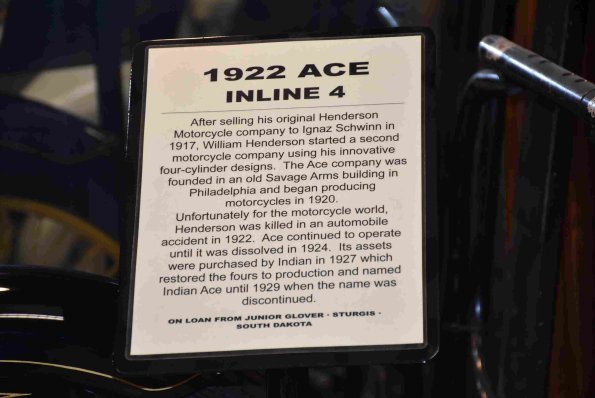 1922 ACE
INLINE 4
After selling his original Henderson
Motorcycle company to Ignaz Schwinn in
1917, William Henderson started a second
motorcycle company using his innovative
four-cylinder designs. The Ace company was
founded in an old Savage Arms building in
Philadelphia and began producing
motorcycles in 1920.
Unfortunately for the motorcycle world,
Henderson was killed in an automobile
accident in 1922. Ace continued to operate
until it was dissolved in 1924. Its assets
were purchased by Indian in 1927 which
restored the fours to production and named
Indian Ace until 1929 when the name was
discontinued.
ON LOAN FROM JUNIOR GLOVER · STURGIS ·
SOUTH DAKOTA